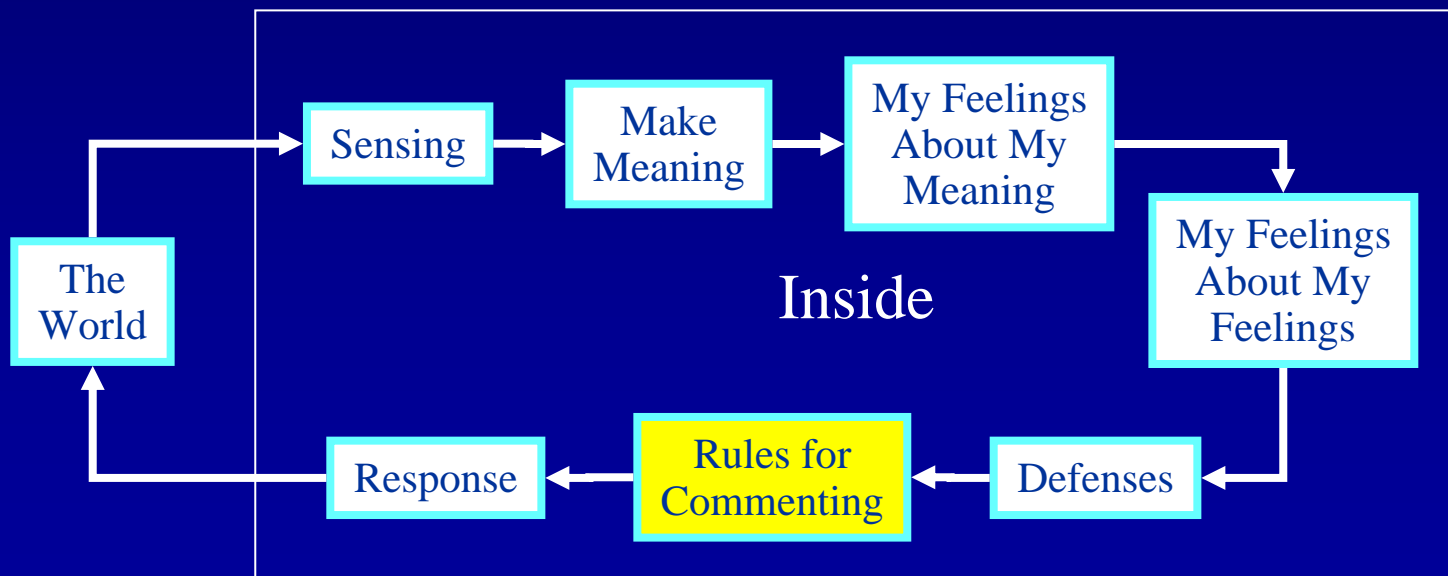 Sensing
Make
Meaning
My Feelings
About My
Meaning
My Feelings
About My
Feelings
The
World
Inside
Response
Rules for
Commenting
Defenses